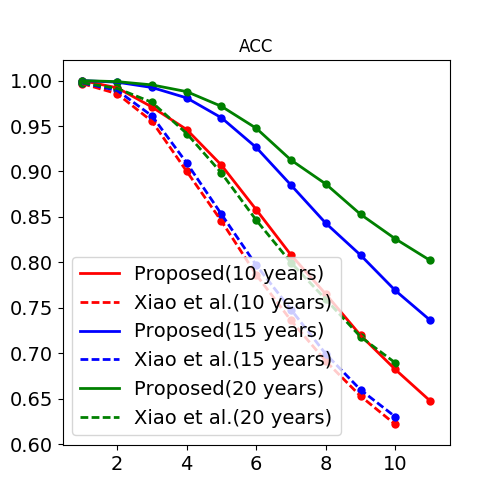 ACC
1.00
0.95
0.90
0.85
0.80
0.75
0.70
0.65
0.60
Proposed(10 years)
Xiao et al.(10 years)
Proposed(15 years)
Xiao et al.(15 years)
Proposed(20 years)
Xiao et al.(20 years)
2 4 6 8 10